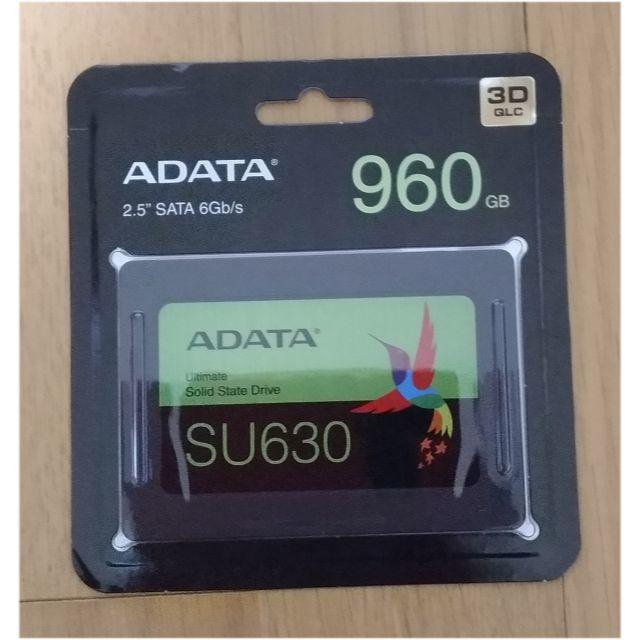 3D
QLC
ADATA®
2.5" SATA 6Gb/s
960 GB
ADATA®
Ultimate
Solid State Drive
SU630